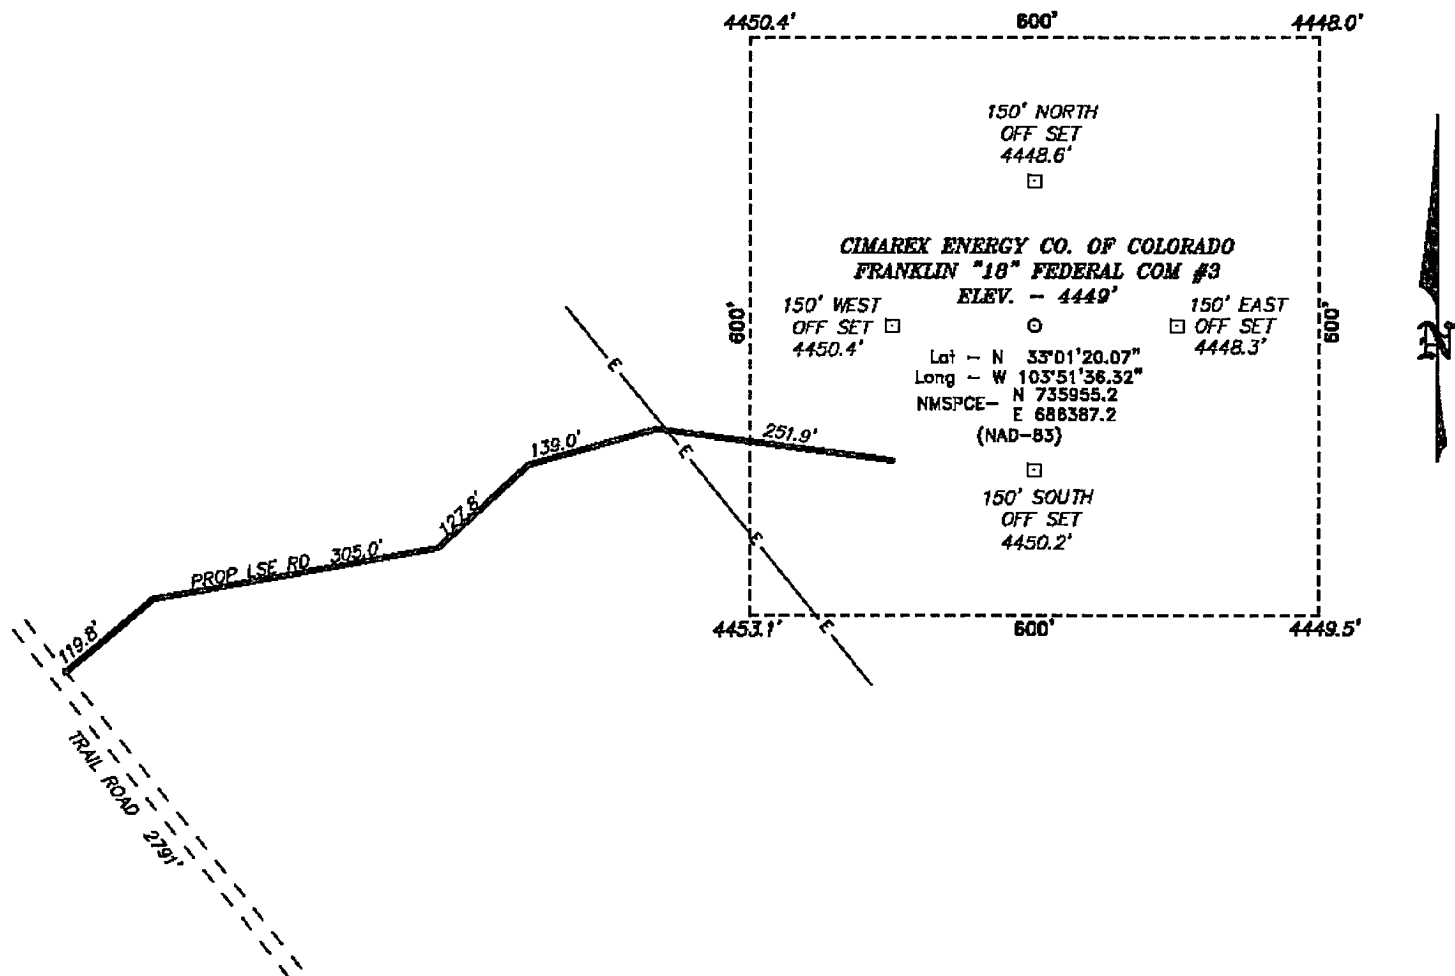 4450.4'
600'
4448.0'
150' NORTH
OFF SET
4448.6'
CIMAREX ENERGY CO. OF COLORADO
FRANKLIN "18" FEDERAL COM #3
ELEV. - 4449'
600'
150' WEST
OFF SET
4450.4'
150' EAST
OFF SET
4448.3'
600'
Lat - N 33°01'20.07"
Long - W 103°51'36.32"
NMSPCE- N 735955.2
E 686387.2
(NAD-83)
150' SOUTH
OFF SET
4450.2'
E
E
E
E
251.9'
139.0'
127.8'
PROP LSE RD 305.0'
119.8'
4453.1'
600'
4449.5'
TRAIL ROAD 2791'
N